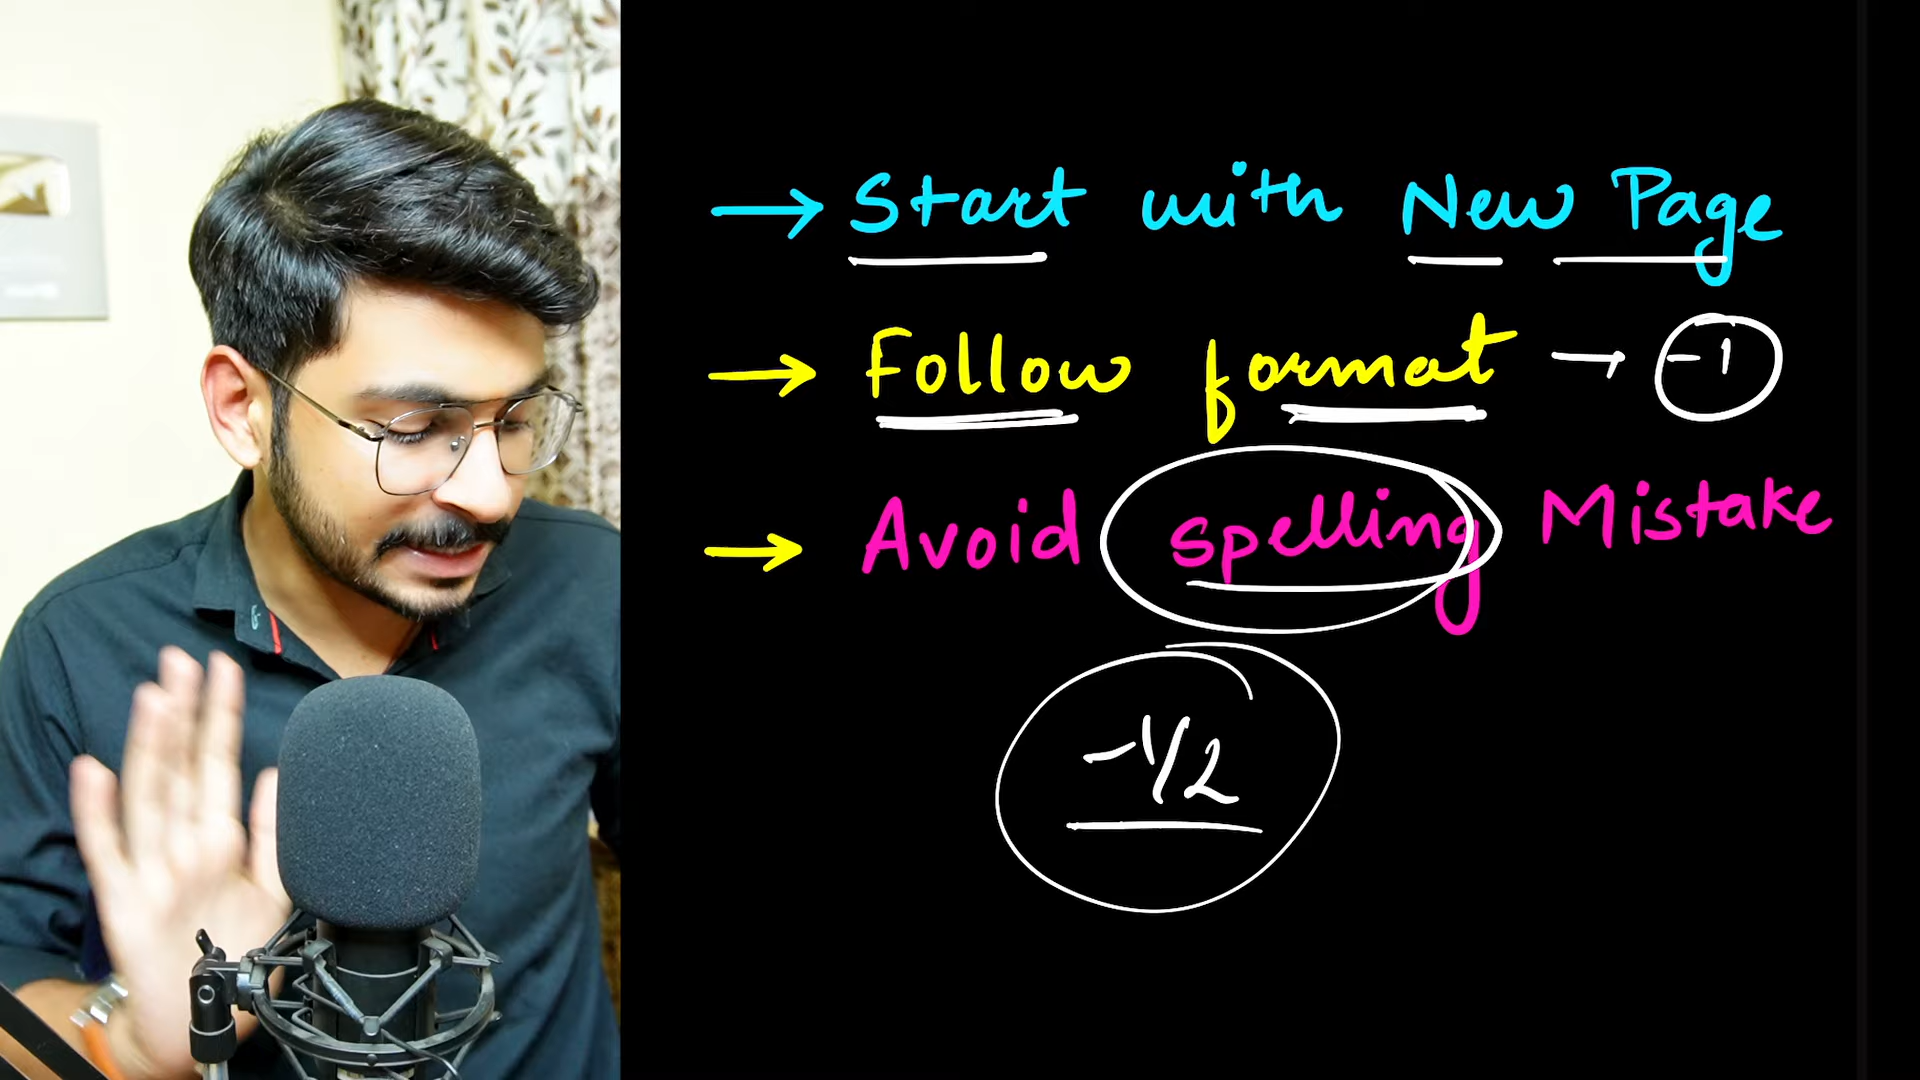 → Start with New Page
→ Follow format → -1
→ Avoid spelling Mistake
-1/2